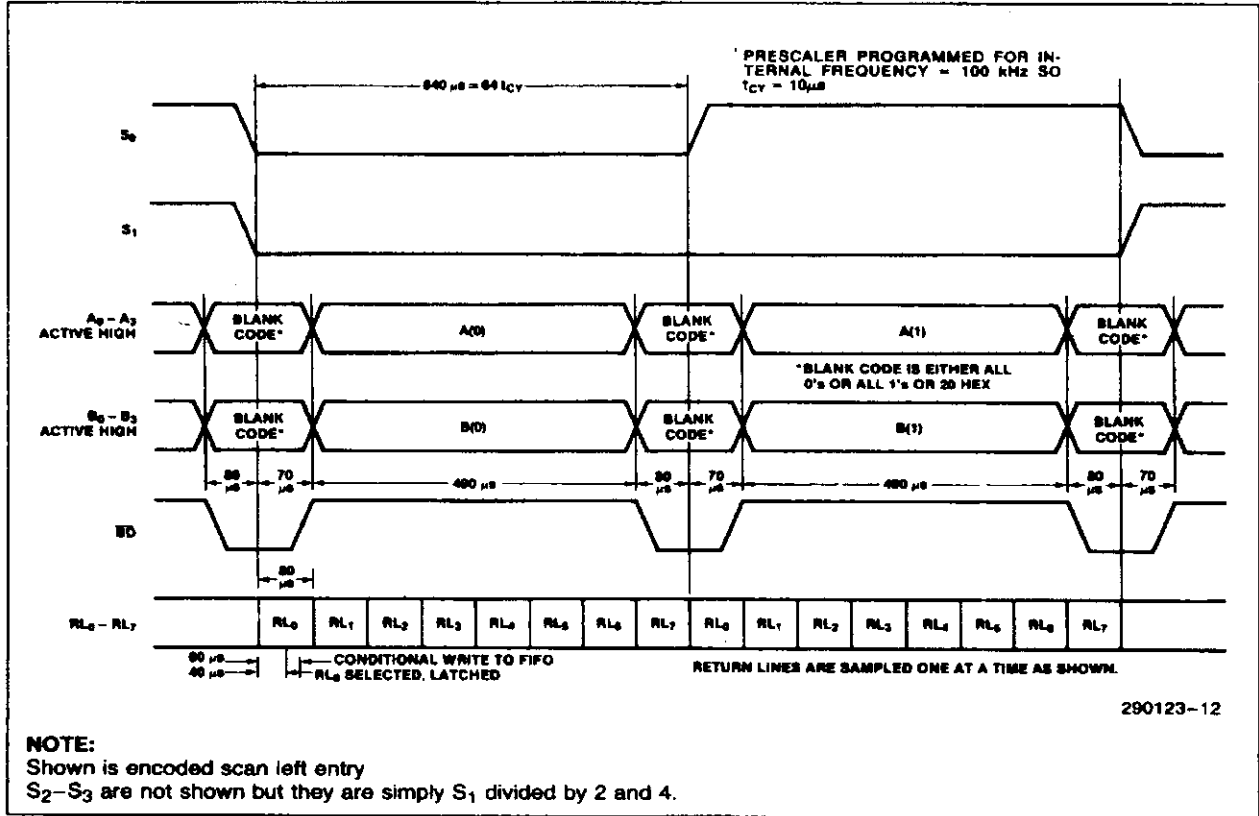 *PRESCALER PROGRAMMED FOR IN-
TERNAL FREQUENCY = 100 kHz SO
tCY = 10μs
640 μs = 64 tCY
S0
S1
A0 – A3
ACTIVE HIGH
BLANK
CODE*
A(0)
BLANK
CODE*
A(1)
BLANK
CODE*
*BLANK CODE IS EITHER ALL
0's OR ALL 1's OR 20 HEX
B0 – B3
ACTIVE HIGH
BLANK
CODE*
B(0)
BLANK
CODE*
B(1)
BLANK
CODE*
80 μs
70 μs
490 μs
80 μs
70 μs
490 μs
80 μs
70 μs
BD
80 μs
RL0 – RL7
RL0 RL1 RL2 RL3 RL4 RL5 RL6 RL7 RL0 RL1 RL2 RL3 RL4 RL5 RL6 RL7
40 μs
CONDITIONAL WRITE TO FIFO
RL0 SELECTED, LATCHED
RETURN LINES ARE SAMPLED ONE AT A TIME AS SHOWN.
290123–12
NOTE:
Shown is encoded scan left entry
S2–S3 are not shown but they are simply S1 divided by 2 and 4.